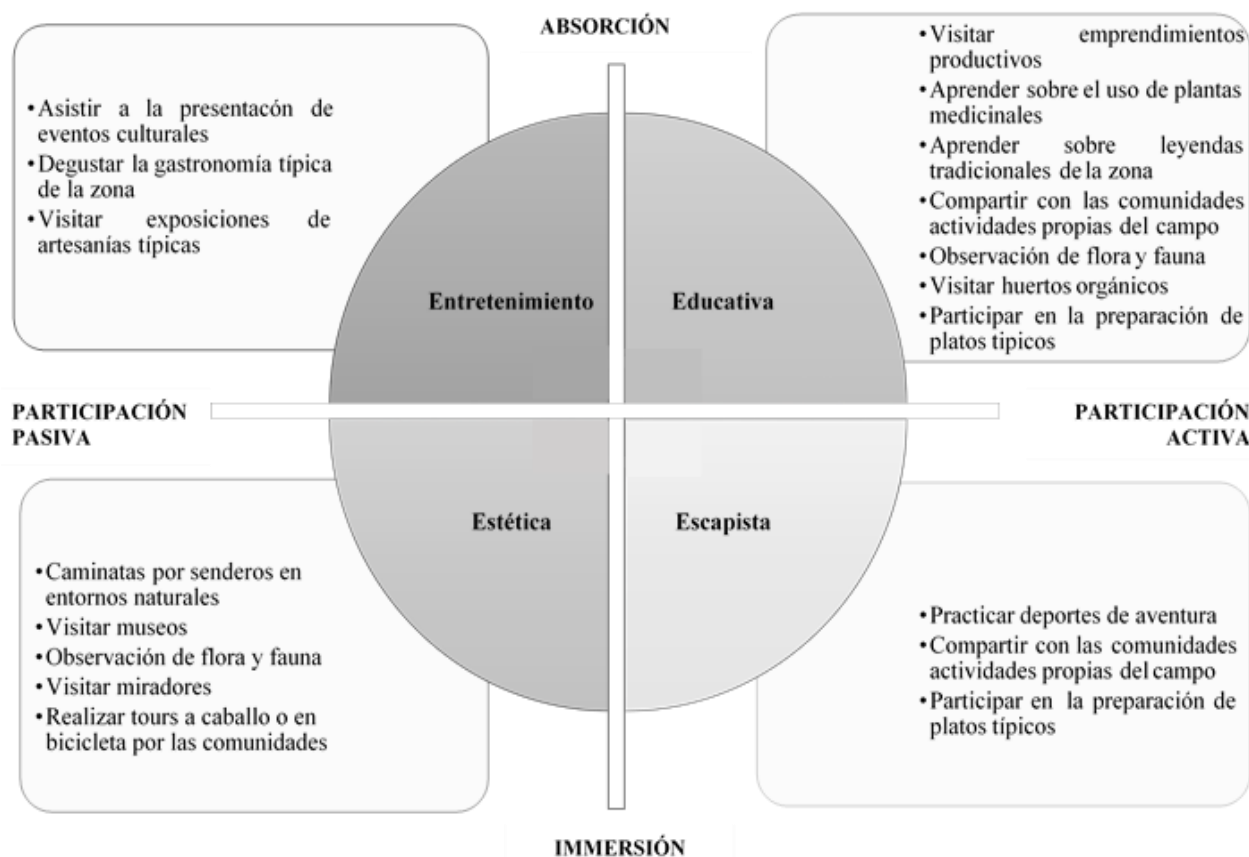 ABSORCIÓN
•Asistir a la presentacón de
eventos culturales
•Degustar la gastronomía típica
de la zona
•Visitar exposiciones de
artesanías típicas
•Visitar emprendimientos
productivos
•Aprender sobre el uso de plantas
medicinales
•Aprender sobre leyendas
tradicionales de la zona
•Compartir con las comunidades
actividades propias del campo
•Observación de flora y fauna
•Visitar huertos orgánicos
•Participar en la preparación de
platos tipicos
Entretenimiento
Educativa
PARTICIPACIÓN
PASIVA
PARTICIPACIÓN
ACTIVA
Estética
Escapista
•Caminatas por senderos en
entornos naturales
•Visitar museos
•Observación de flora y fauna
•Visitar miradores
•Realizar tours a caballo o en
bicicleta por las comunidades
•Practicar deportes de aventura
•Compartir con las comunidades
actividades propias del campo
•Participar en la preparación de
platos típicos
IMMERSIÓN